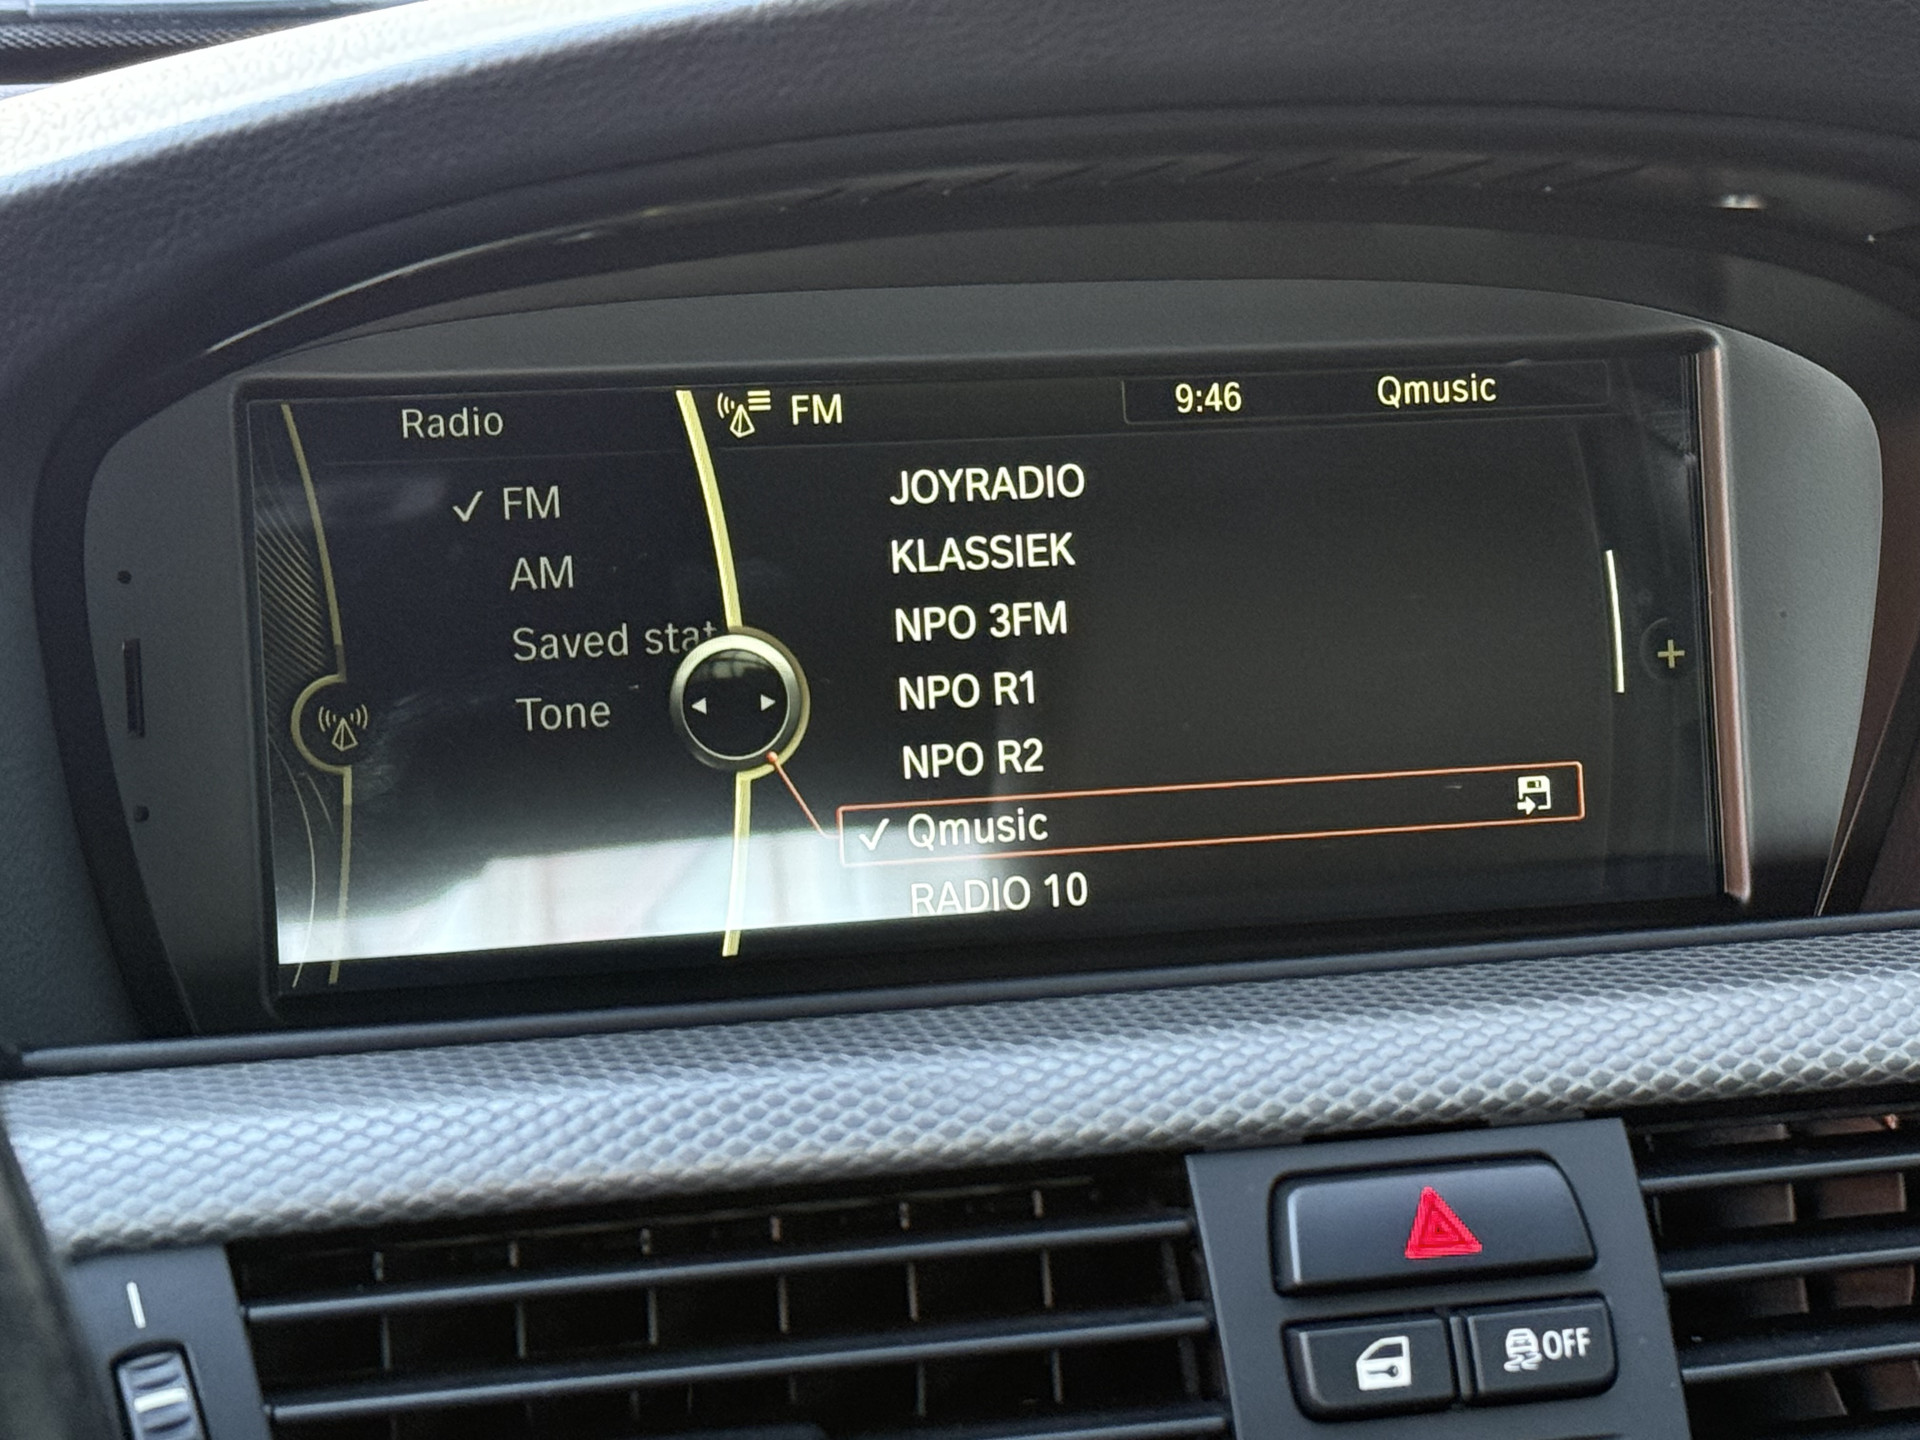 Radio
FM
9:46
Qmusic
FM
AM
Saved stat
Tone
JOYRADIO
KLASSIEK
NPO 3FM
NPO R1
NPO R2
Qmusic
RADIO 10
OFF